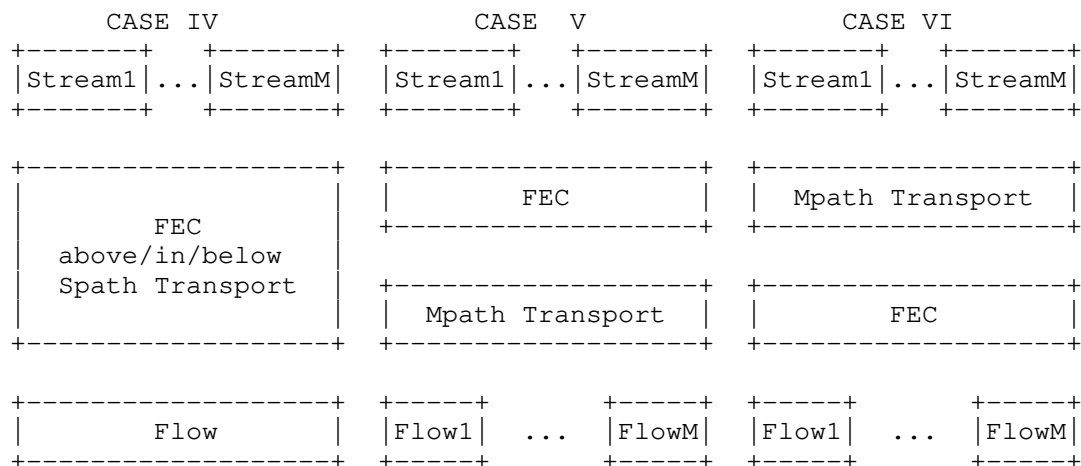 CASE IV CASE V CASE VI
Stream1 ... StreamM Stream1 ... StreamM Stream1 ... StreamM
FEC Mpath Transport
FEC
above/in/below
Spath Transport
Mpath Transport FEC
Flow Flow1 ... FlowM Flow1 ... FlowM